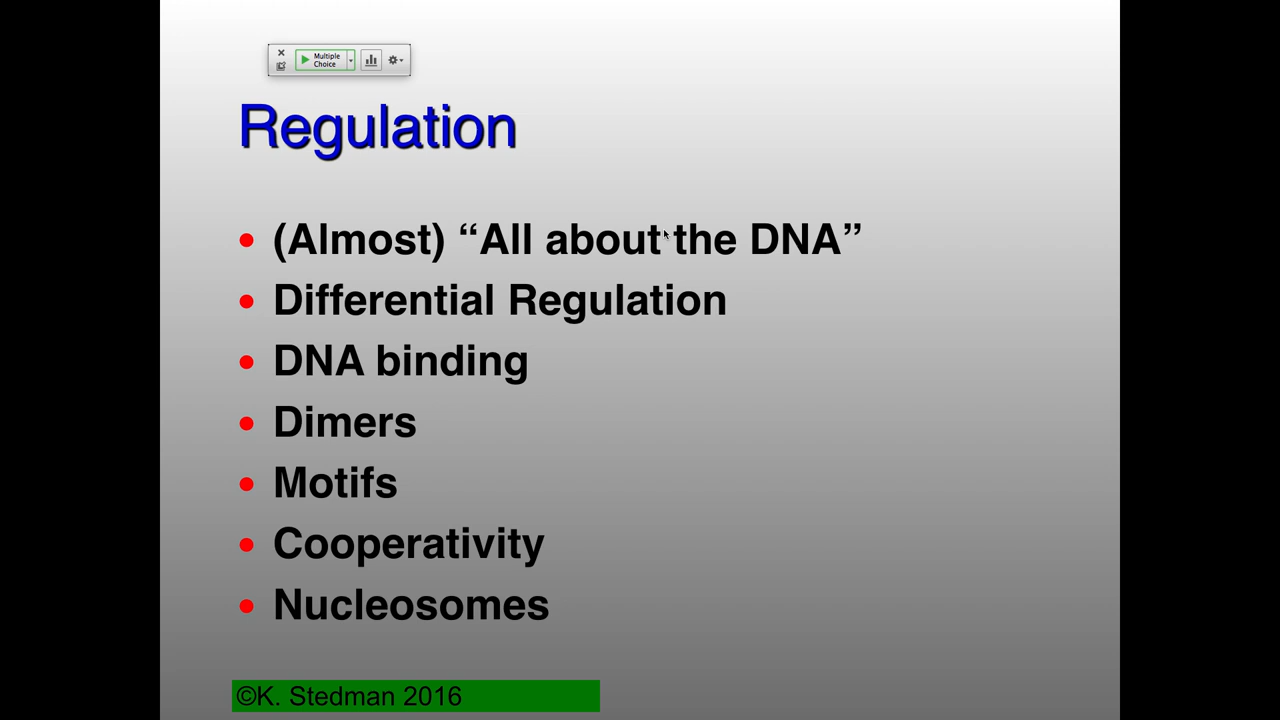 Multiple
Choice
Regulation
(Almost) “All about the DNA”
Differential Regulation
DNA binding
Dimers
Motifs
Cooperativity
Nucleosomes
©K. Stedman 2016